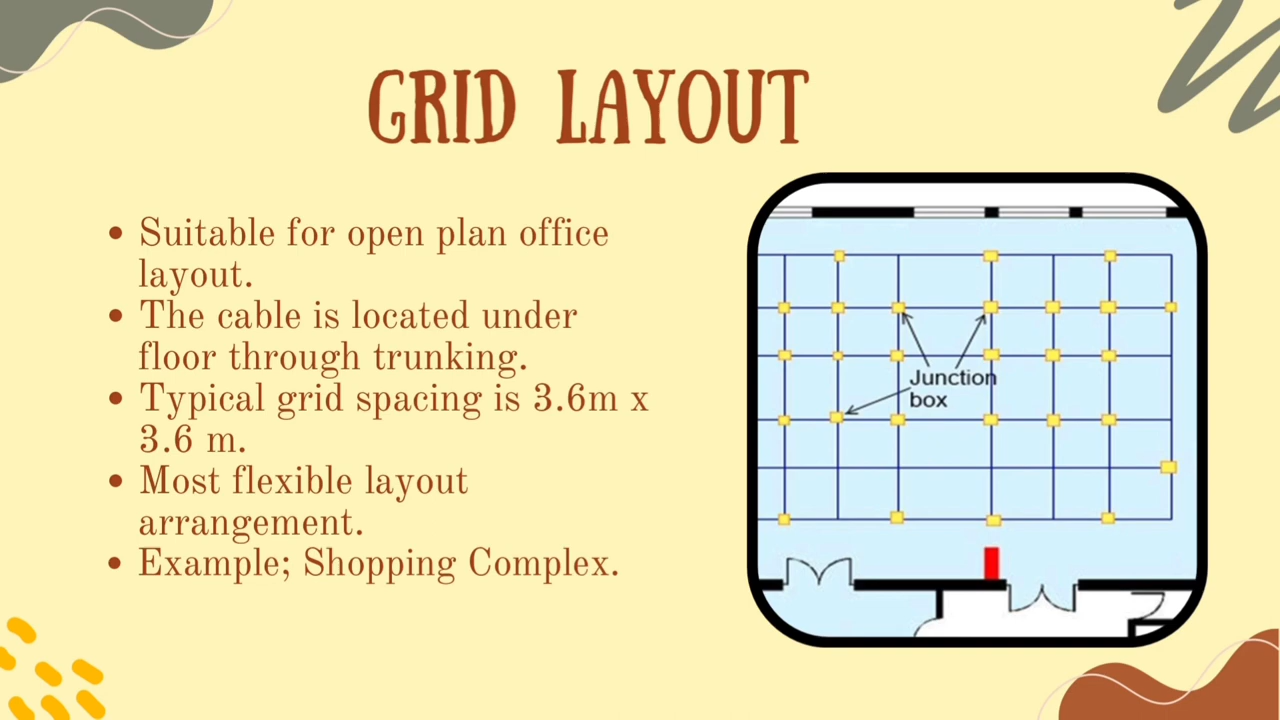 GRID LAYOUT
• Suitable for open plan office
layout.
• The cable is located under
floor through trunking.
• Typical grid spacing is 3.6m x
3.6 m.
• Most flexible layout
arrangement.
• Example; Shopping Complex.
Junction
box